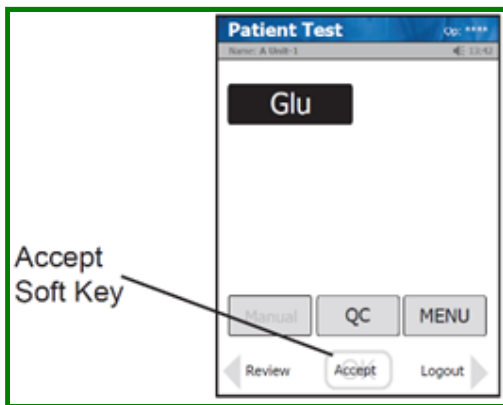 Patient Test Op: ****
Name: A Unit-1 13:42
Glu
Accept
Soft Key
Manual QC MENU
Review Accept Logout